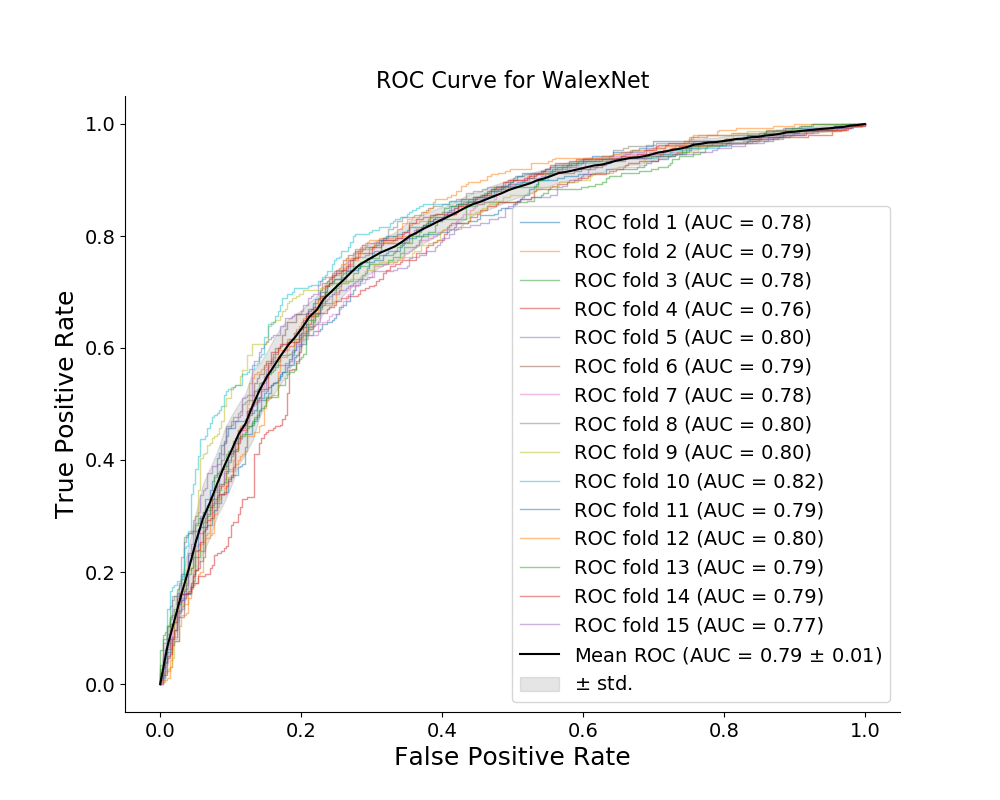 ROC Curve for WalexNet
True Positive Rate
1.0
0.8
0.6
0.4
0.2
0.0
ROC fold 1 (AUC = 0.78)
ROC fold 2 (AUC = 0.79)
ROC fold 3 (AUC = 0.78)
ROC fold 4 (AUC = 0.76)
ROC fold 5 (AUC = 0.80)
ROC fold 6 (AUC = 0.79)
ROC fold 7 (AUC = 0.78)
ROC fold 8 (AUC = 0.80)
ROC fold 9 (AUC = 0.80)
ROC fold 10 (AUC = 0.82)
ROC fold 11 (AUC = 0.79)
ROC fold 12 (AUC = 0.80)
ROC fold 13 (AUC = 0.79)
ROC fold 14 (AUC = 0.79)
ROC fold 15 (AUC = 0.77)
Mean ROC (AUC = 0.79 ± 0.01)
± std.
0.0 0.2 0.4 0.6 0.8 1.0
False Positive Rate